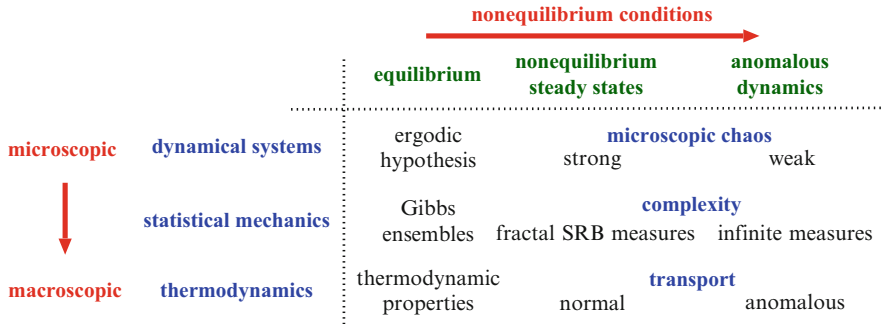 nonequilibrium conditions
equilibrium
nonequilibrium
steady states
anomalous
dynamics
microscopic
dynamical systems
ergodic
hypothesis
microscopic chaos
strong
weak
statistical mechanics
Gibbs
ensembles
complexity
fractal SRB measures
infinite measures
macroscopic
thermodynamics
thermodynamic
properties
transport
normal
anomalous